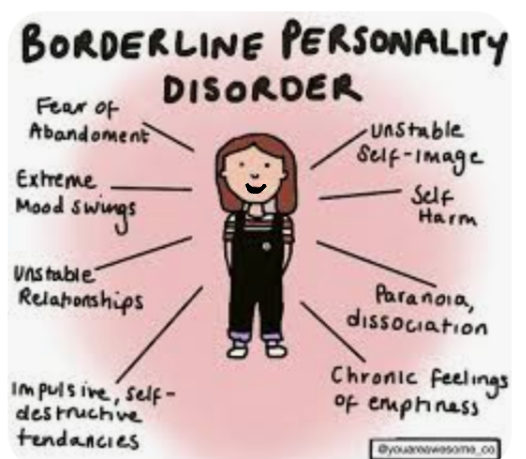 BORDERLINE PERSONALITY
DISORDER
Fear of
Abandoment
Extreme
Mood swings
Unstable
Relationships
Impulsive, self-
destructive
tendancies
unstable
Self-image
Self
Harm
Paranoia,
dissociation
Chronic feelings
of emptiness
@youareawesome_co